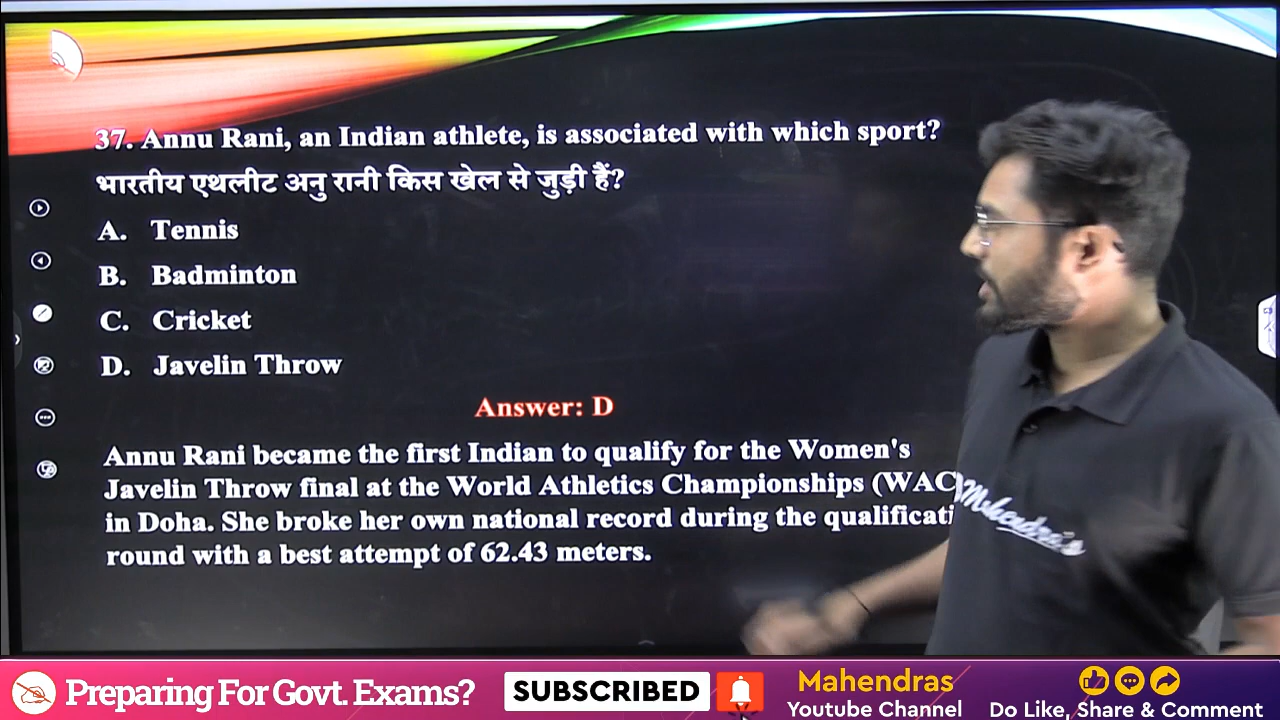 37. Annu Rani, an Indian athlete, is associated with which sport?
भारतीय एथलीट अनु रानी किस खेल से जुड़ी हैं?
A. Tennis
B. Badminton
C. Cricket
D. Javelin Throw
Answer: D
Annu Rani became the first Indian to qualify for the Women's
Javelin Throw final at the World Athletics Championships (WAC
in Doha. She broke her own national record during the qualificati
round with a best attempt of 62.43 meters.
Mahendra's
Preparing For Govt. Exams?
SUBSCRIBED
Mahendras
Youtube Channel
Do Like, Share & Comment